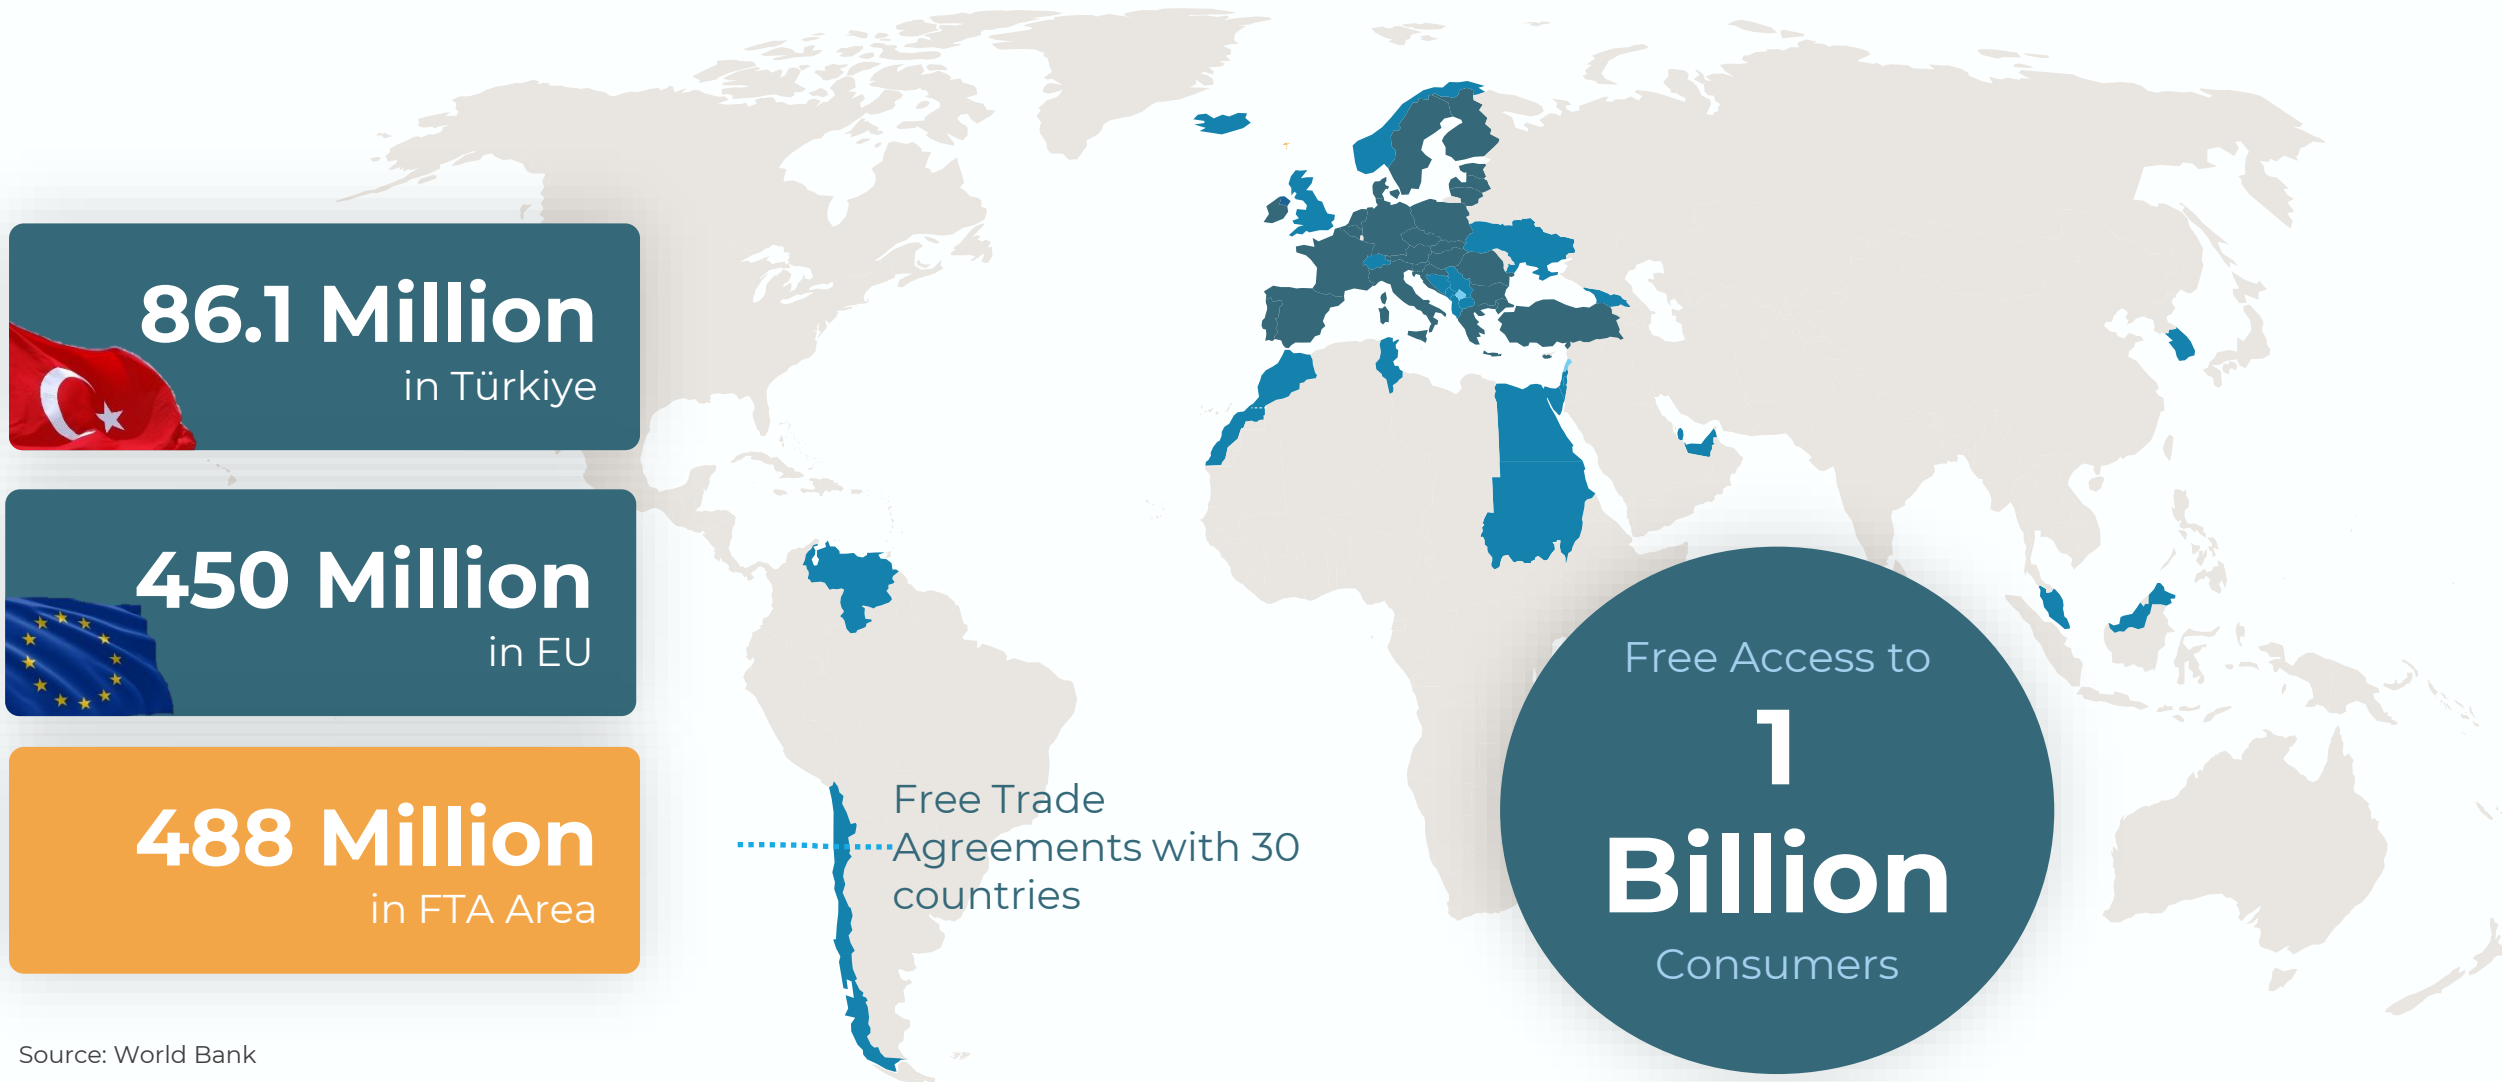 86.1 Million
in Türkiye
450 Million
in EU
488 Million
in FTA Area
Free Trade
Agreements with 30
countries
Free Access to
1
Billion
Consumers
Source: World Bank